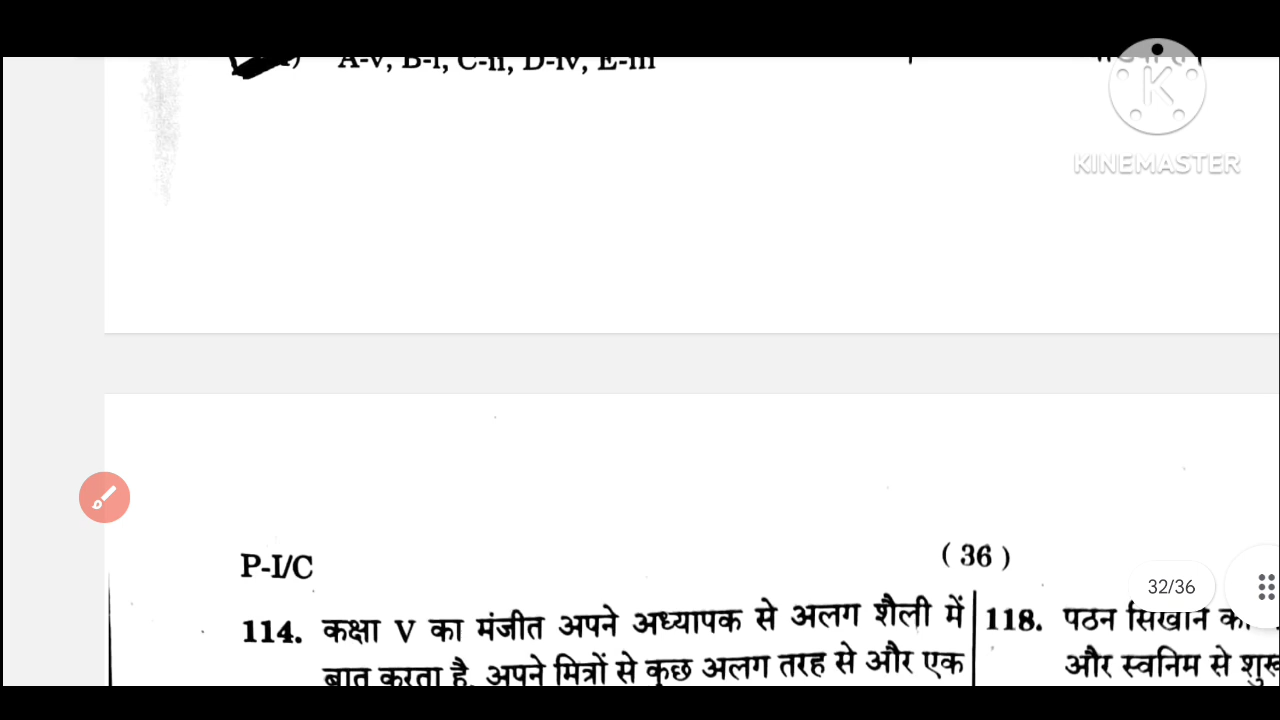 A-v, B-i, C-ii, D-iv, E-iii
KINEMASTER
P-I/C
( 36 )
32/36
114. कक्षा V का मंजीत अपने अध्यापक से अलग शैली में
बात करता है, अपने मित्रों से कुछ अलग तरह से और एक
118. पठन सिखाने
और स्वनिम से